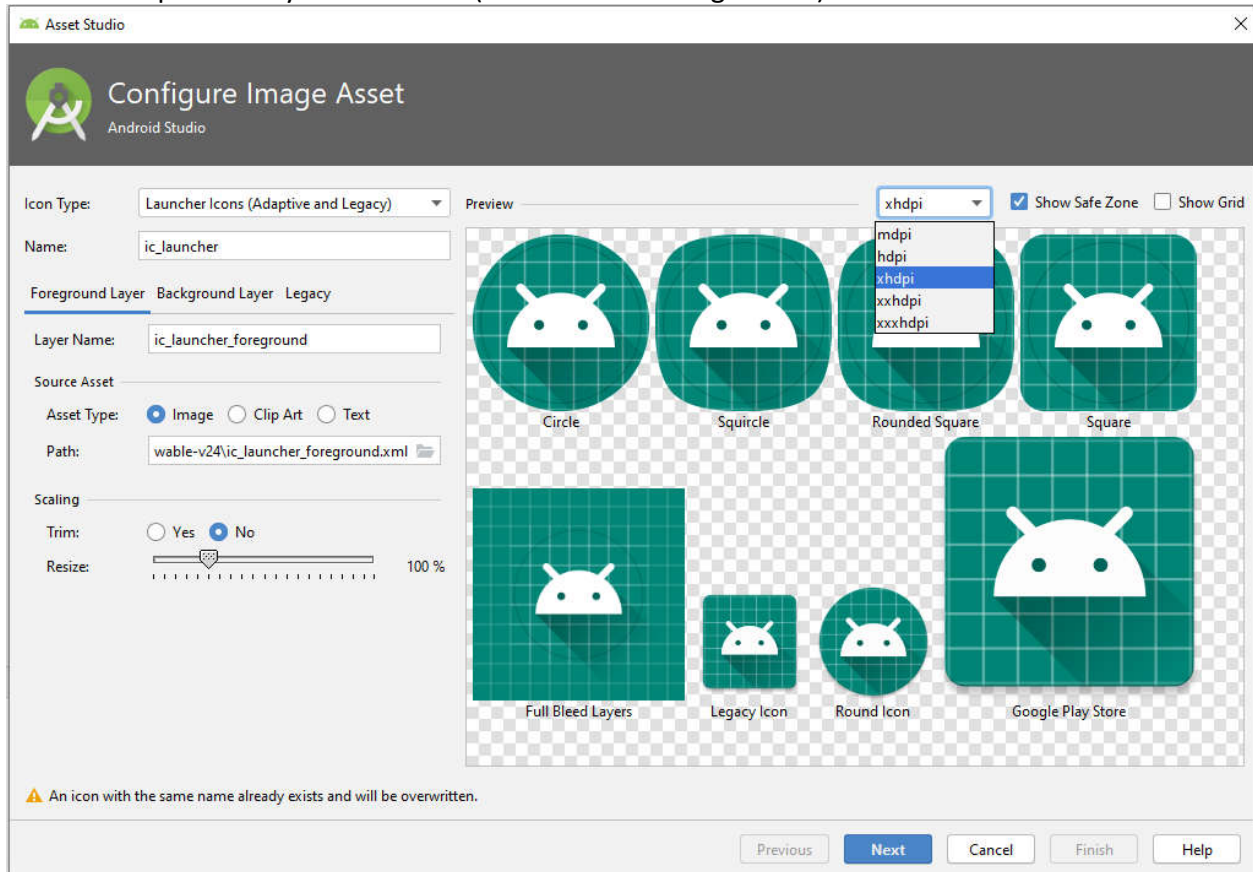 Asset Studio
Configure Image Asset
Android Studio
Icon Type:
Launcher Icons (Adaptive and Legacy)
Preview
xhdpi
Show Safe Zone
Show Grid
Name:
ic_launcher
mdpi
hdpi
xhdpi
xxhdpi
xxxhdpi
Foreground Layer Background Layer Legacy
Layer Name:
ic_launcher_foreground
Source Asset
Asset Type:
Image
Clip Art
Text
Path:
wable-v24\ic_launcher_foreground.xml
Scaling
Trim:
Yes
No
Resize:
100 %
Circle
Squircle
Rounded Square
Square
Full Bleed Layers
Legacy Icon
Round Icon
Google Play Store
An icon with the same name already exists and will be overwritten.
Previous
Next
Cancel
Finish
Help